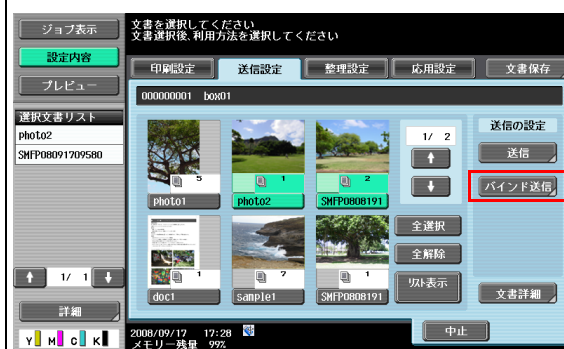 ジョブ表示
設定内容
プレビュー
文書を選択してください
文書選択後、利用方法を選択してください
印刷設定
送信設定
整理設定
応用設定
文書保存
000000001 box01
選択文書リスト
photo2
SMFP08091709580
5
photo1
1
photo2
2
SMFP0808191
1
doc1
7
sample1
1
SMFP0808191
1/ 2
全選択
全解除
リスト表示
送信の設定
送信
バインド送信
文書詳細
1/ 1
詳細
Y M C K
2008/09/17 17:28
メモリー残量 99%
中止